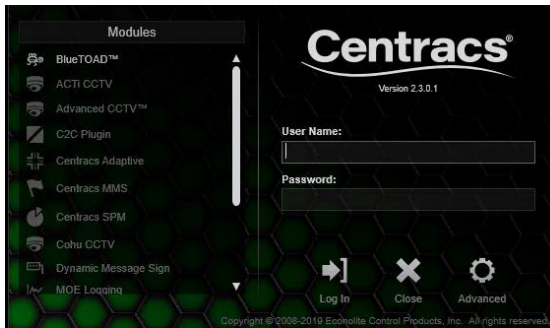 Modules
BlueTOAD™
ACTi CCTV
Advanced CCTV™
C2C Plugin
Centracs Adaptive
Centracs MMS
Centracs SPM
Cohu CCTV
Dynamic Message Sign
MOE Logging
Centracs®
Version 2.3.0.1
User Name:
Password:
Log In
Close
Advanced
Copyright © 2008-2019 Econolite Control Products, Inc. All rights reserved